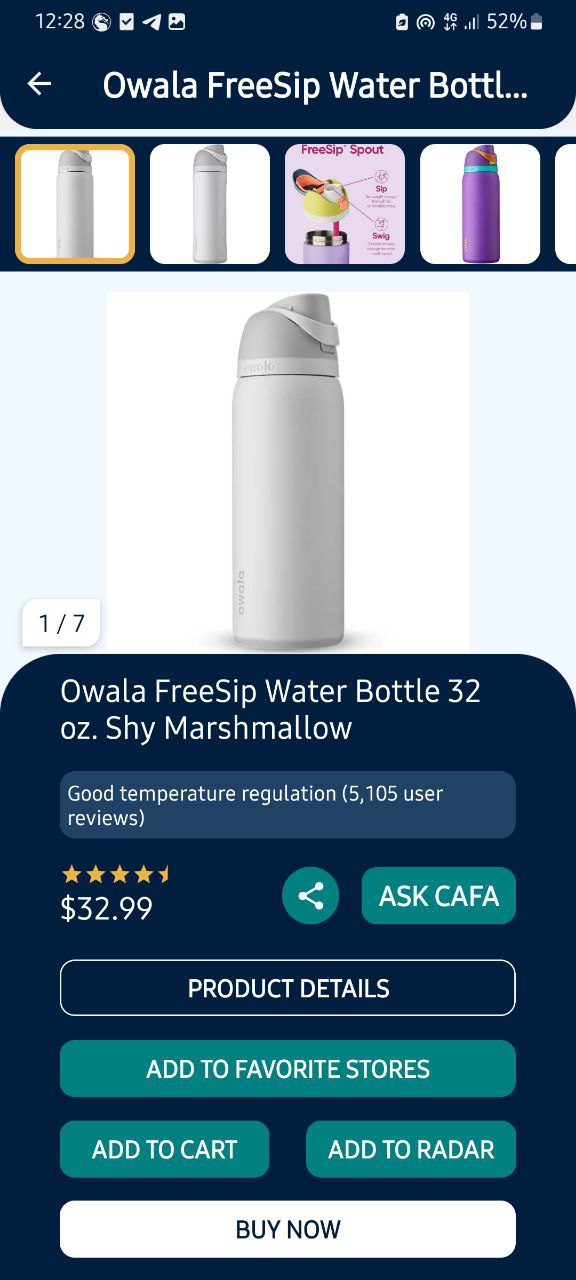 12:28
4G 52%
Owala FreeSip Water Bottl...
FreeSip Spout
Sip
Swig
owala
owala
1 / 7
Owala FreeSip Water Bottle 32
oz. Shy Marshmallow
Good temperature regulation (5,105 user
reviews)
$32.99
ASK CAFA
PRODUCT DETAILS
ADD TO FAVORITE STORES
ADD TO CART
ADD TO RADAR
BUY NOW